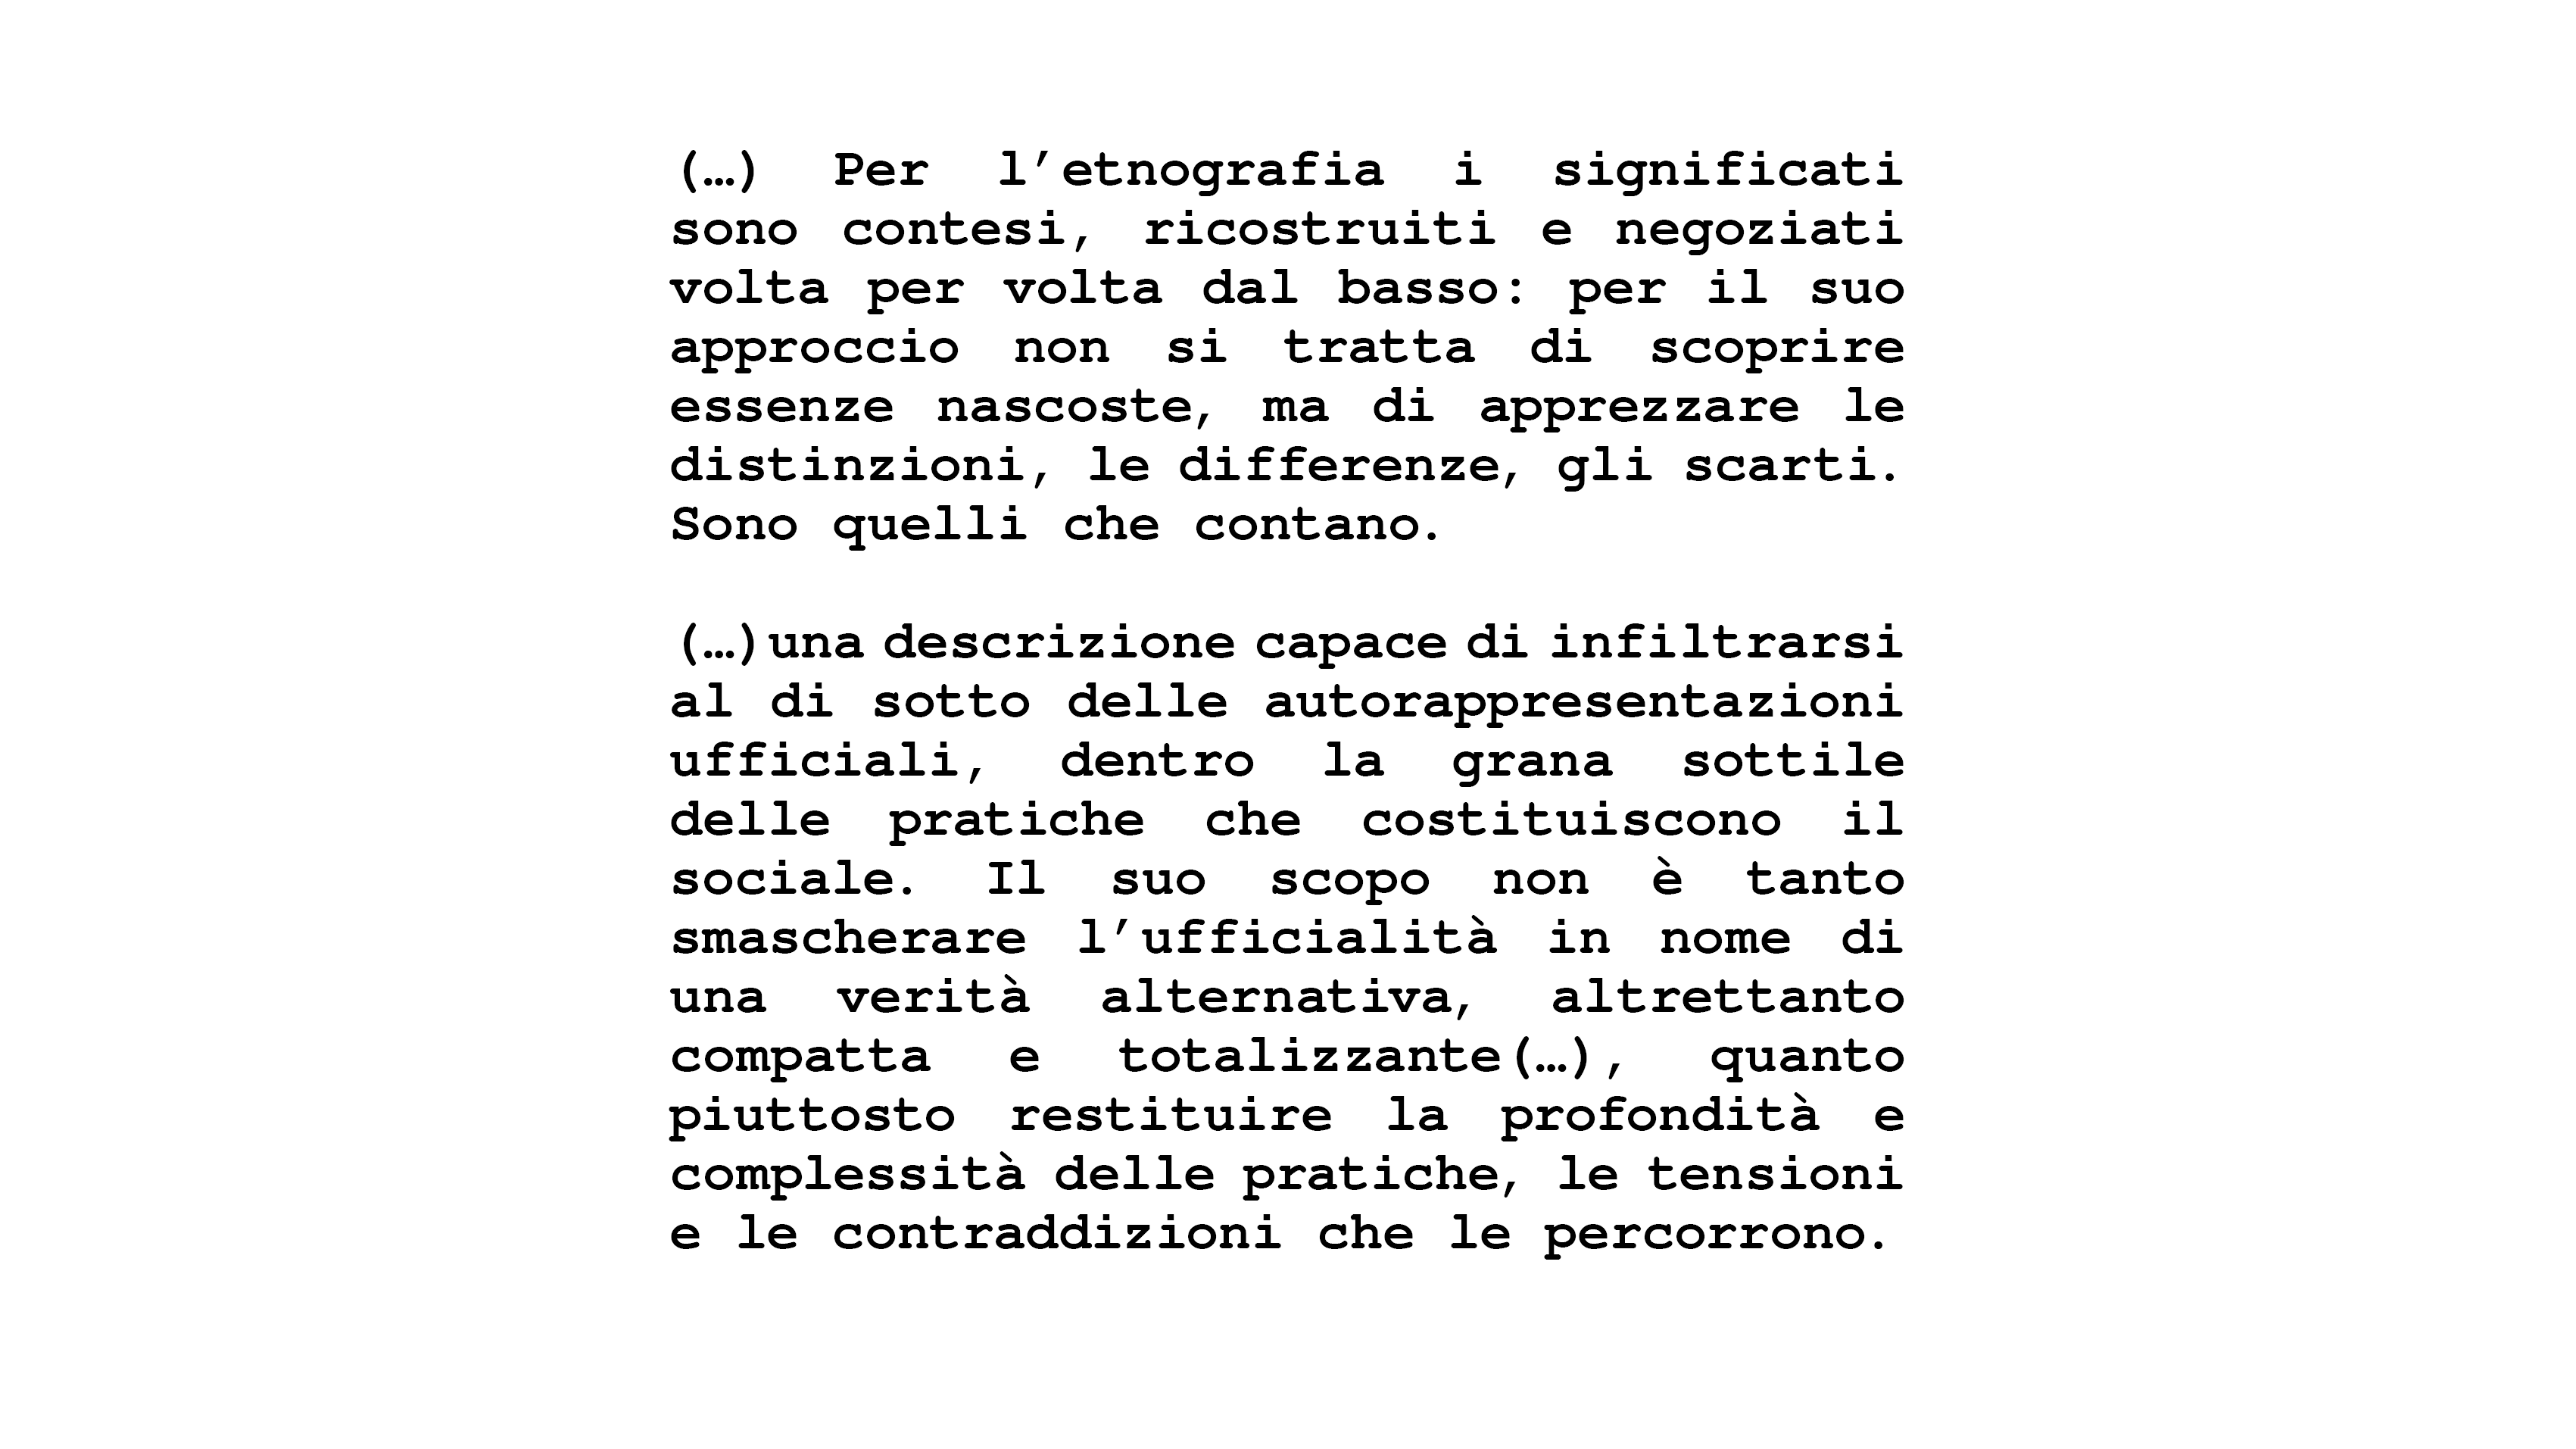 (…) Per l’etnografia i significati
sono contesi, ricostruiti e negoziati
volta per volta dal basso: per il suo
approccio non si tratta di scoprire
essenze nascoste, ma di apprezzare le
distinzioni, le differenze, gli scarti.
Sono quelli che contano.
(…)una descrizione capace di infiltrarsi
al di sotto delle autorappresentazioni
ufficiali, dentro la grana sottile
delle pratiche che costituiscono il
sociale. Il suo scopo non è tanto
smascherare l’ufficialità in nome di
una verità alternativa, altrettanto
compatta e totalizzante(…), quanto
piuttosto restituire la profondità e
complessità delle pratiche, le tensioni
e le contraddizioni che le percorrono.